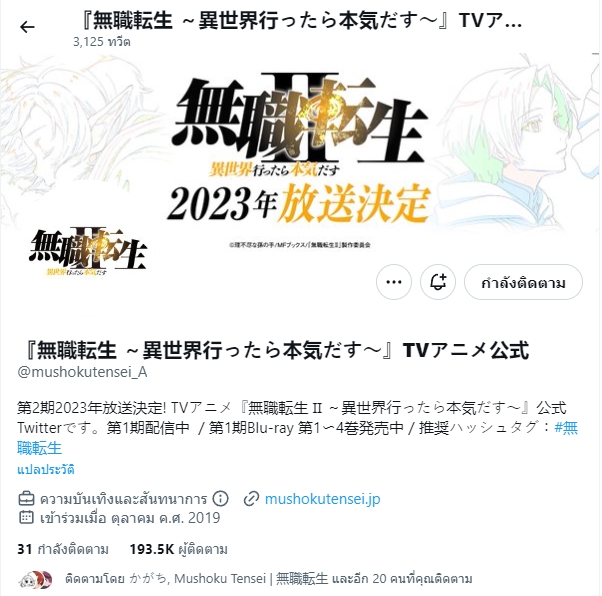 『無職転生 ～異世界行ったら本気だす～』TVア...
3,125 ทวีต
無職転生
II
異世界行ったら本気だす
2023年放送決定
©理不尽な孫の手/MFブックス/「無職転生Ⅱ」製作委員会
無職転生
II
異世界行ったら本気だす
กำลังติดตาม
『無職転生 ～異世界行ったら本気だす～』TVアニメ公式
@mushokutensei_A
第2期2023年放送決定! TVアニメ『無職転生 Ⅱ ～異世界行ったら本気だす～』公式
Twitterです。第1期配信中 / 第1期Blu-ray 第1〜4巻発売中 / 推奨ハッシュタグ：#無
職転生
แปลประวัติ
ความบันเทิงและสันทนาการ mushokutensei.jp
เข้าร่วมเมื่อ ตุลาคม ค.ศ. 2019
31 กำลังติดตาม 193.5K ผู้ติดตาม
ติดตามโดย かがち, Mushoku Tensei | 無職転生 และอีก 20 คนที่คุณติดตาม